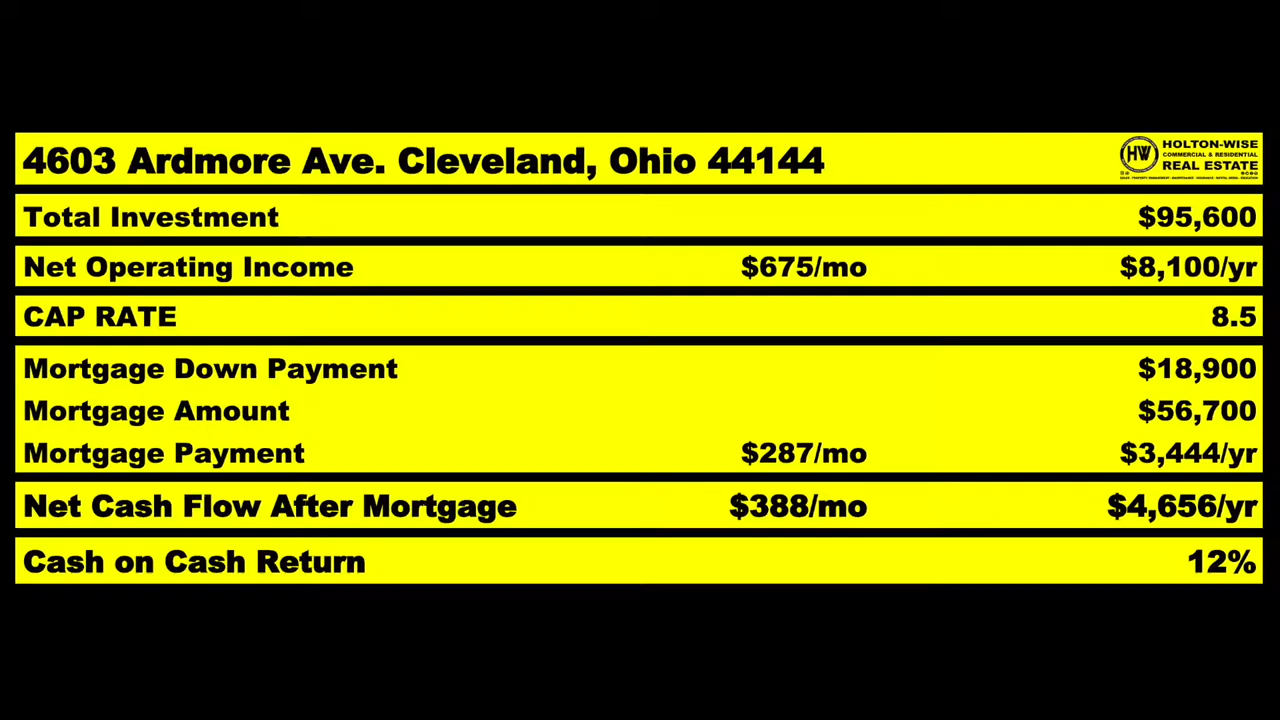 4603 Ardmore Ave. Cleveland, Ohio 44144
HW
HOLTON-WISE
COMMERCIAL & RESIDENTIAL
REAL ESTATE
Total Investment $95,600
Net Operating Income $675/mo $8,100/yr
CAP RATE 8.5
Mortgage Down Payment $18,900
Mortgage Amount $56,700
Mortgage Payment $287/mo $3,444/yr
Net Cash Flow After Mortgage $388/mo $4,656/yr
Cash on Cash Return 12%